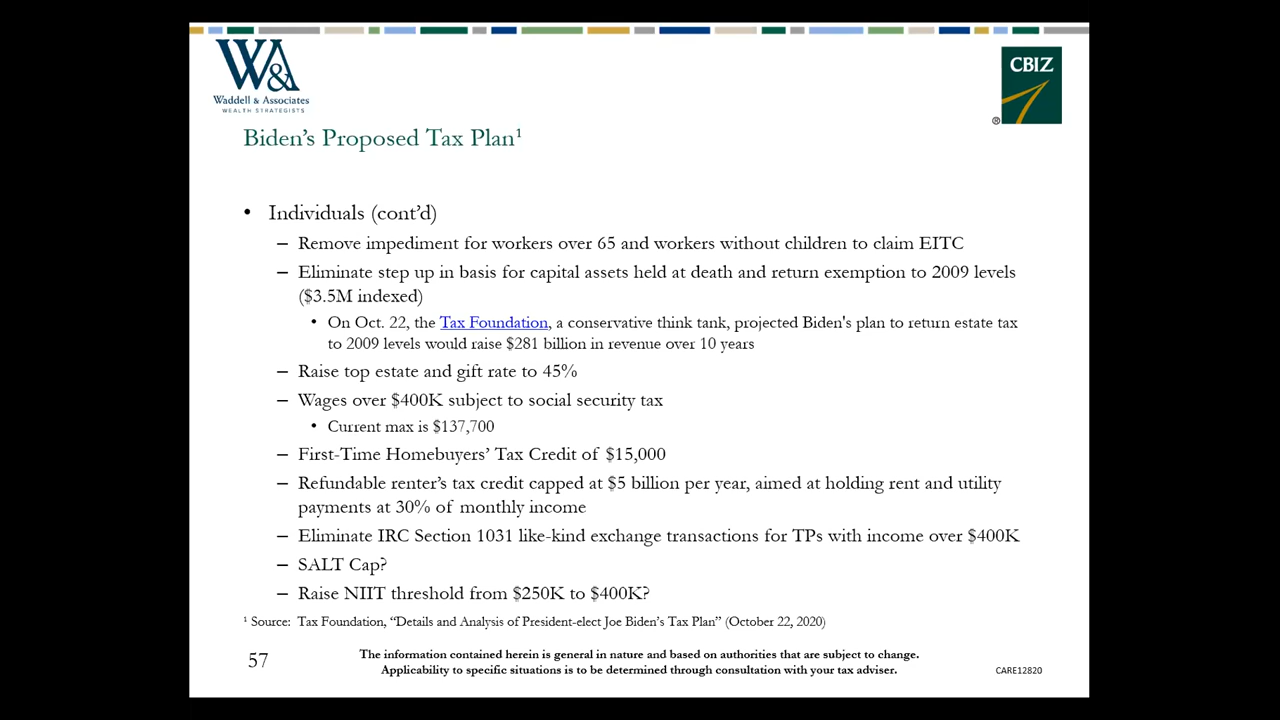 W&A
Waddell & Associates
WEALTH STRATEGISTS
CBIZ
®
Biden's Proposed Tax Plan¹
• Individuals (cont'd)
– Remove impediment for workers over 65 and workers without children to claim EITC
– Eliminate step up in basis for capital assets held at death and return exemption to 2009 levels
($3.5M indexed)
• On Oct. 22, the Tax Foundation, a conservative think tank, projected Biden's plan to return estate tax
to 2009 levels would raise $281 billion in revenue over 10 years
– Raise top estate and gift rate to 45%
– Wages over $400K subject to social security tax
• Current max is $137,700
– First-Time Homebuyers' Tax Credit of $15,000
– Refundable renter's tax credit capped at $5 billion per year, aimed at holding rent and utility
payments at 30% of monthly income
– Eliminate IRC Section 1031 like-kind exchange transactions for TPs with income over $400K
– SALT Cap?
– Raise NIIT threshold from $250K to $400K?
¹ Source: Tax Foundation, "Details and Analysis of President-elect Joe Biden's Tax Plan" (October 22, 2020)
57
The information contained herein is general in nature and based on authorities that are subject to change.
Applicability to specific situations is to be determined through consultation with your tax adviser.
CARE12820